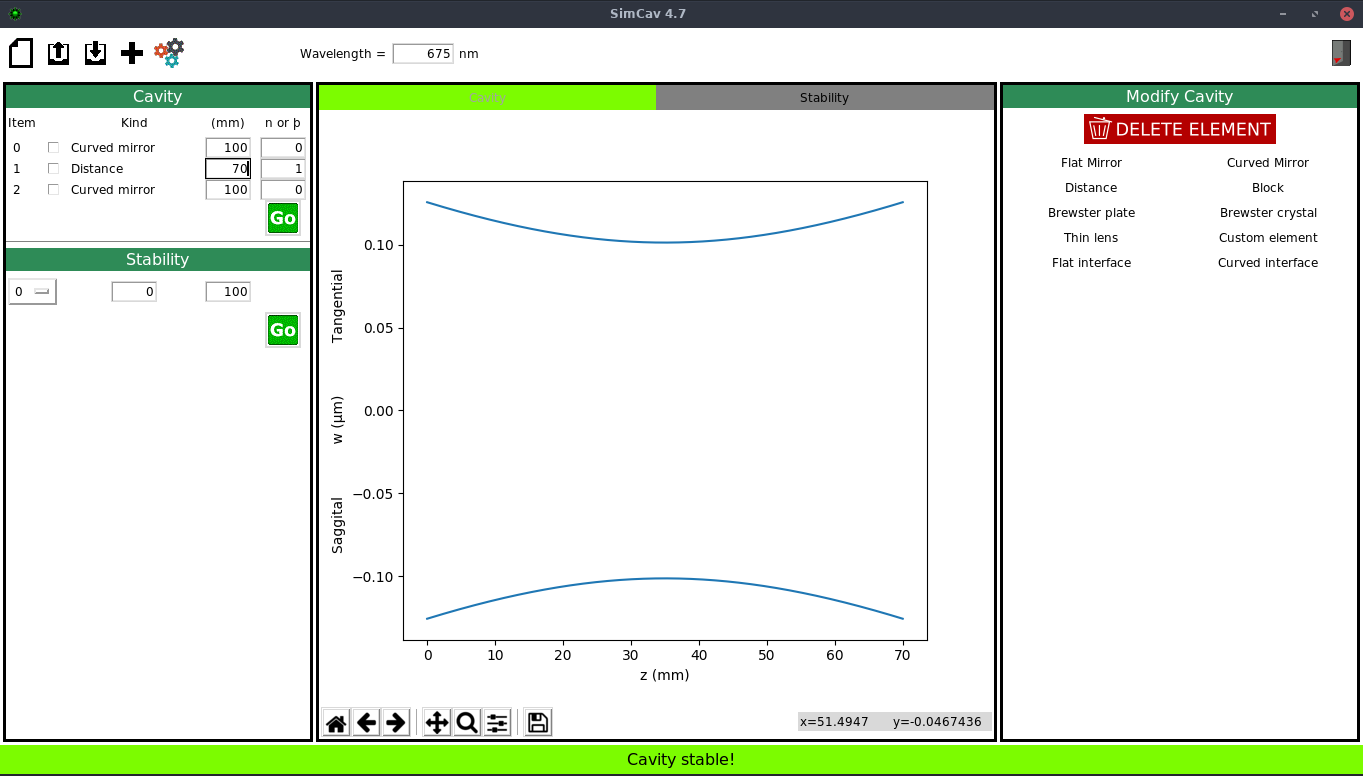 SimCav 4.7
Wavelength = 675 nm
Cavity
Item Kind (mm) n or þ
0 Curved mirror 100 0
1 Distance 70 1
2 Curved mirror 100 0
Go
Stability
0 0 100
Go
Cavity Stability
Tangential
w (µm)
Saggital
0.10
0.05
0.00
−0.05
−0.10
0 10 20 30 40 50 60 70
z (mm)
x=51.4947 y=-0.0467436
Modify Cavity
DELETE ELEMENT
Flat Mirror Curved Mirror
Distance Block
Brewster plate Brewster crystal
Thin lens Custom element
Flat interface Curved interface
Cavity stable!